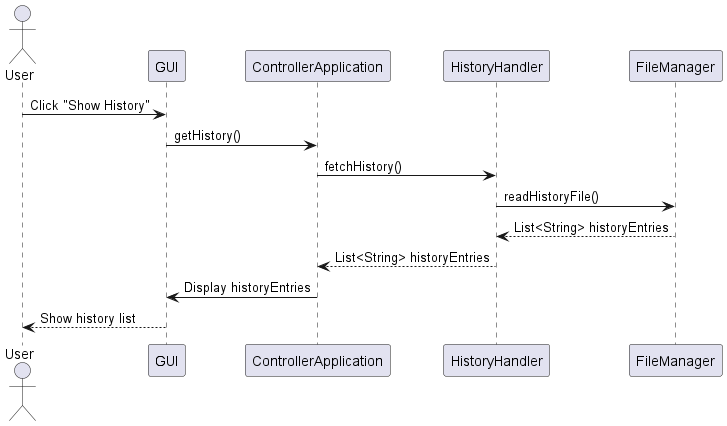 User
GUI
ControllerApplication
HistoryHandler
FileManager
Click "Show History"
getHistory()
fetchHistory()
readHistoryFile()
List<String> historyEntries
List<String> historyEntries
Display historyEntries
Show history list
User
GUI
ControllerApplication
HistoryHandler
FileManager